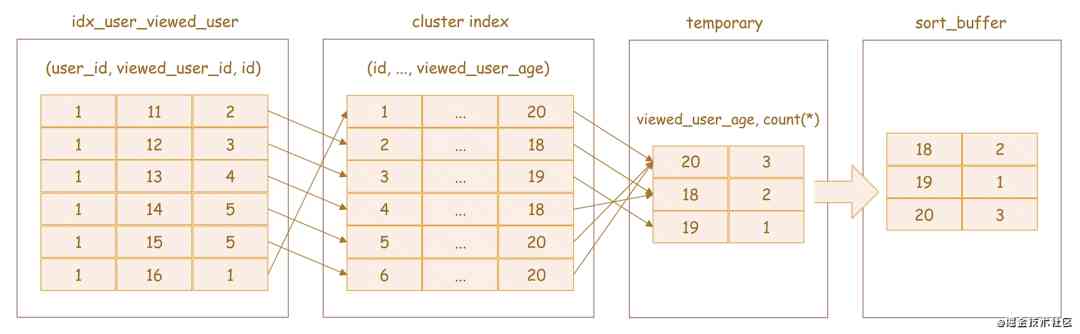 idx_user_viewed_user
cluster index
temporary
sort_buffer
(user_id, viewed_user_id, id)
(id, ..., viewed_user_age)
viewed_user_age, count(*)
1 11 2
1 12 3
1 13 4
1 14 5
1 15 5
1 16 1
1 ... 20
2 ... 18
3 ... 19
4 ... 18
5 ... 20
6 ... 20
20 3
18 2
19 1
18 2
19 1
20 3
@掘金技术社区